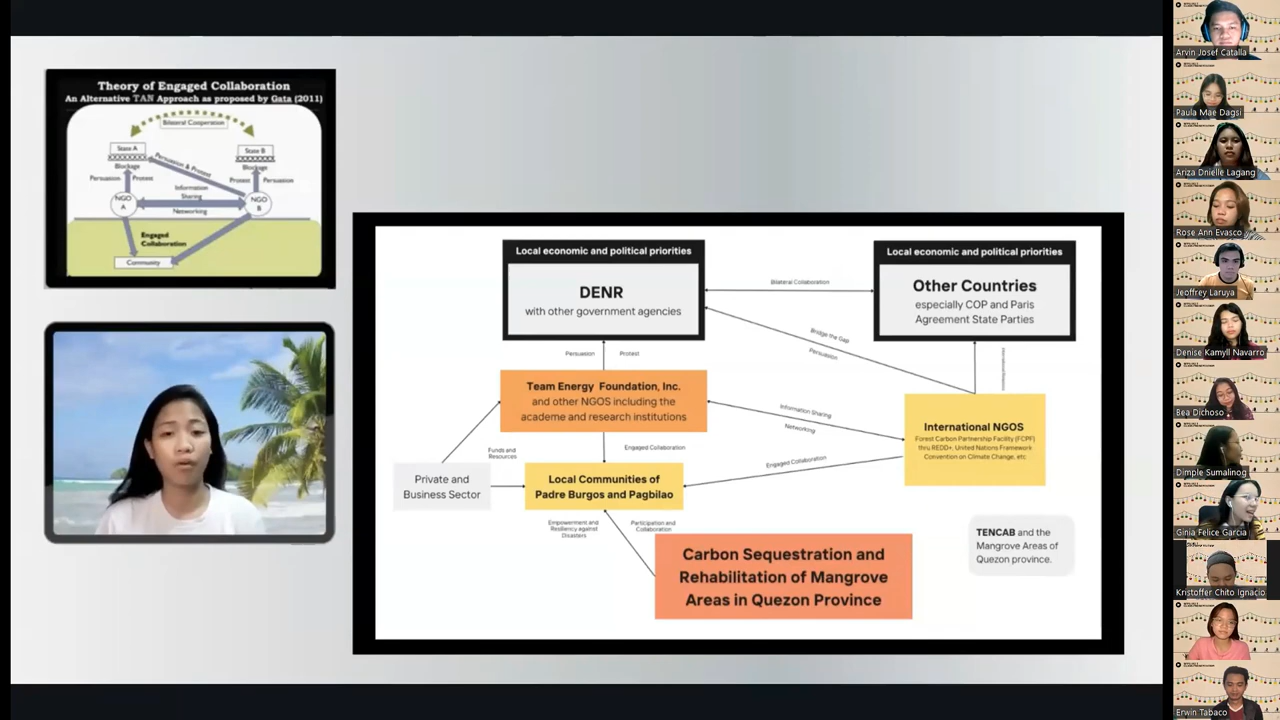 Theory of Engaged Collaboration
An Alternative TAN Approach as proposed by Gata (2011)
Bilateral Cooperation
State A
State B
Blockage
Persuasion & Protest
Blockage
Persuasion
Protest
Protest
Persuasion
Information
Sharing
NGO
A
NGO
B
Networking
Engaged
Collaboration
Community
Local economic and political priorities
DENR
with other government agencies
Local economic and political priorities
Other Countries
especially COP and Paris
Agreement State Parties
Bilateral Collaboration
Bridge the Gap
Persuasion
Persuasion
Protest
Team Energy Foundation, Inc.
and other NGOS including the
academe and research institutions
Information Sharing
Networking
International NGOS
Forest Carbon Partnership Facility (FCPF)
thru REDD+, United Nations Framework
Convention on Climate Change, etc
Funds and
Resources
Engaged Collaboration
Engaged Collaboration
Private and
Business Sector
Local Communities of
Padre Burgos and Pagbilao
Empowerment and
Resiliency against
Disasters
Participation and
Collaboration
Carbon Sequestration and
Rehabilitation of Mangrove
Areas in Quezon Province
TENCAB and the
Mangrove Areas of
Quezon province.
Arvin Josef Catalla
Paula Mae Dagsi
Ariza Dnielle Lagang
Rose Ann Evasco
Jeoffrey Laruya
Denise Kamyll Navarro
Bea Dichoso
Dimple Sumalinog
Ginia Felice Garcia
Kristoffer Chito Ignacio
Erwin Tabaco